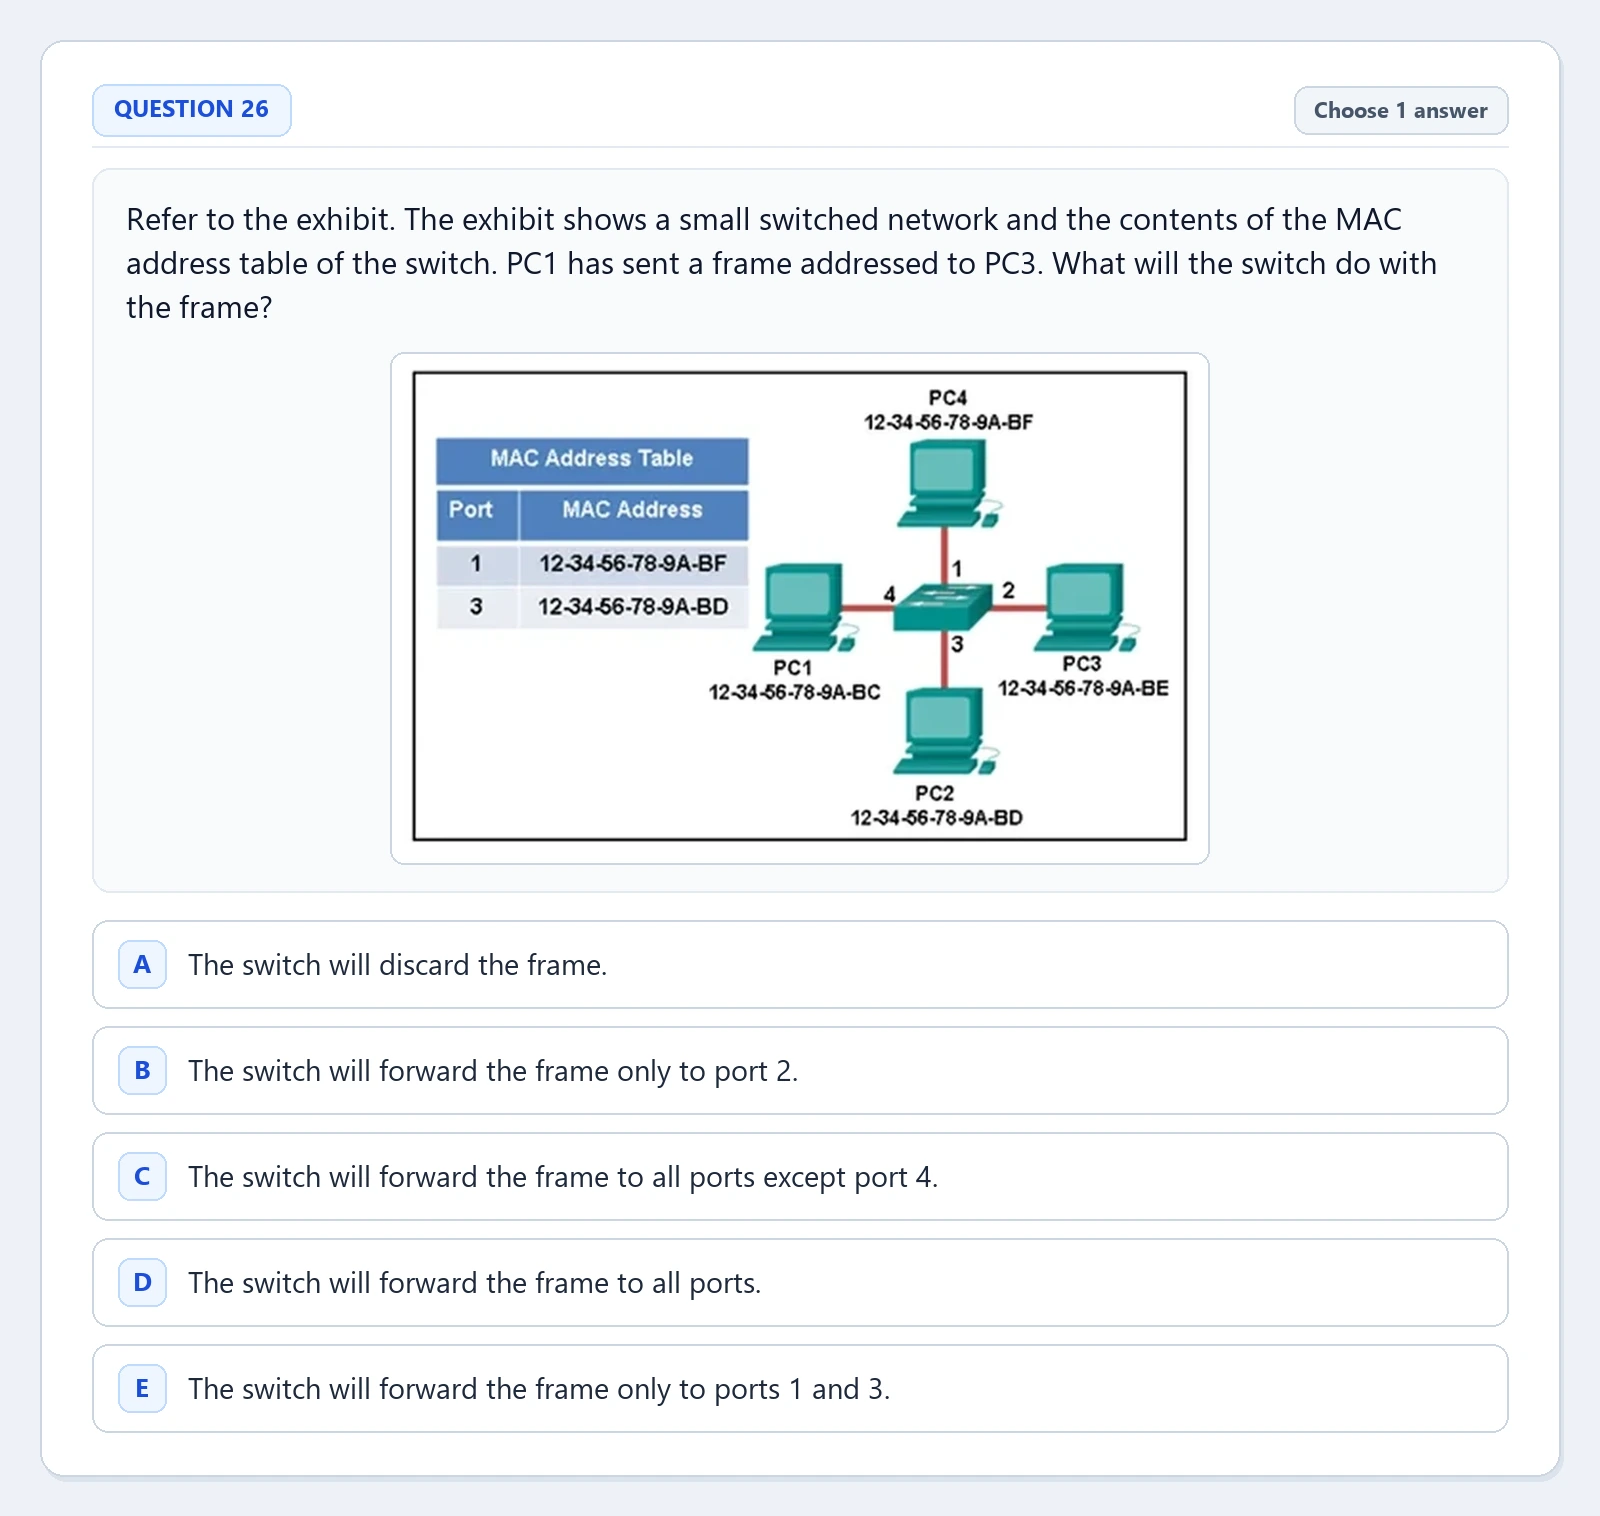 QUESTION 26
Choose 1 answer
Refer to the exhibit. The exhibit shows a small switched network and the contents of the MAC
address table of the switch. PC1 has sent a frame addressed to PC3. What will the switch do with
the frame?
PC4
12-34-56-78-9A-BF
MAC Address Table
Port MAC Address
1 12-34-56-78-9A-BF
3 12-34-56-78-9A-BD
1
4
2
3
PC1
12-34-56-78-9A-BC
PC3
12-34-56-78-9A-BE
PC2
12-34-56-78-9A-BD
A The switch will discard the frame.
B The switch will forward the frame only to port 2.
C The switch will forward the frame to all ports except port 4.
D The switch will forward the frame to all ports.
E The switch will forward the frame only to ports 1 and 3.